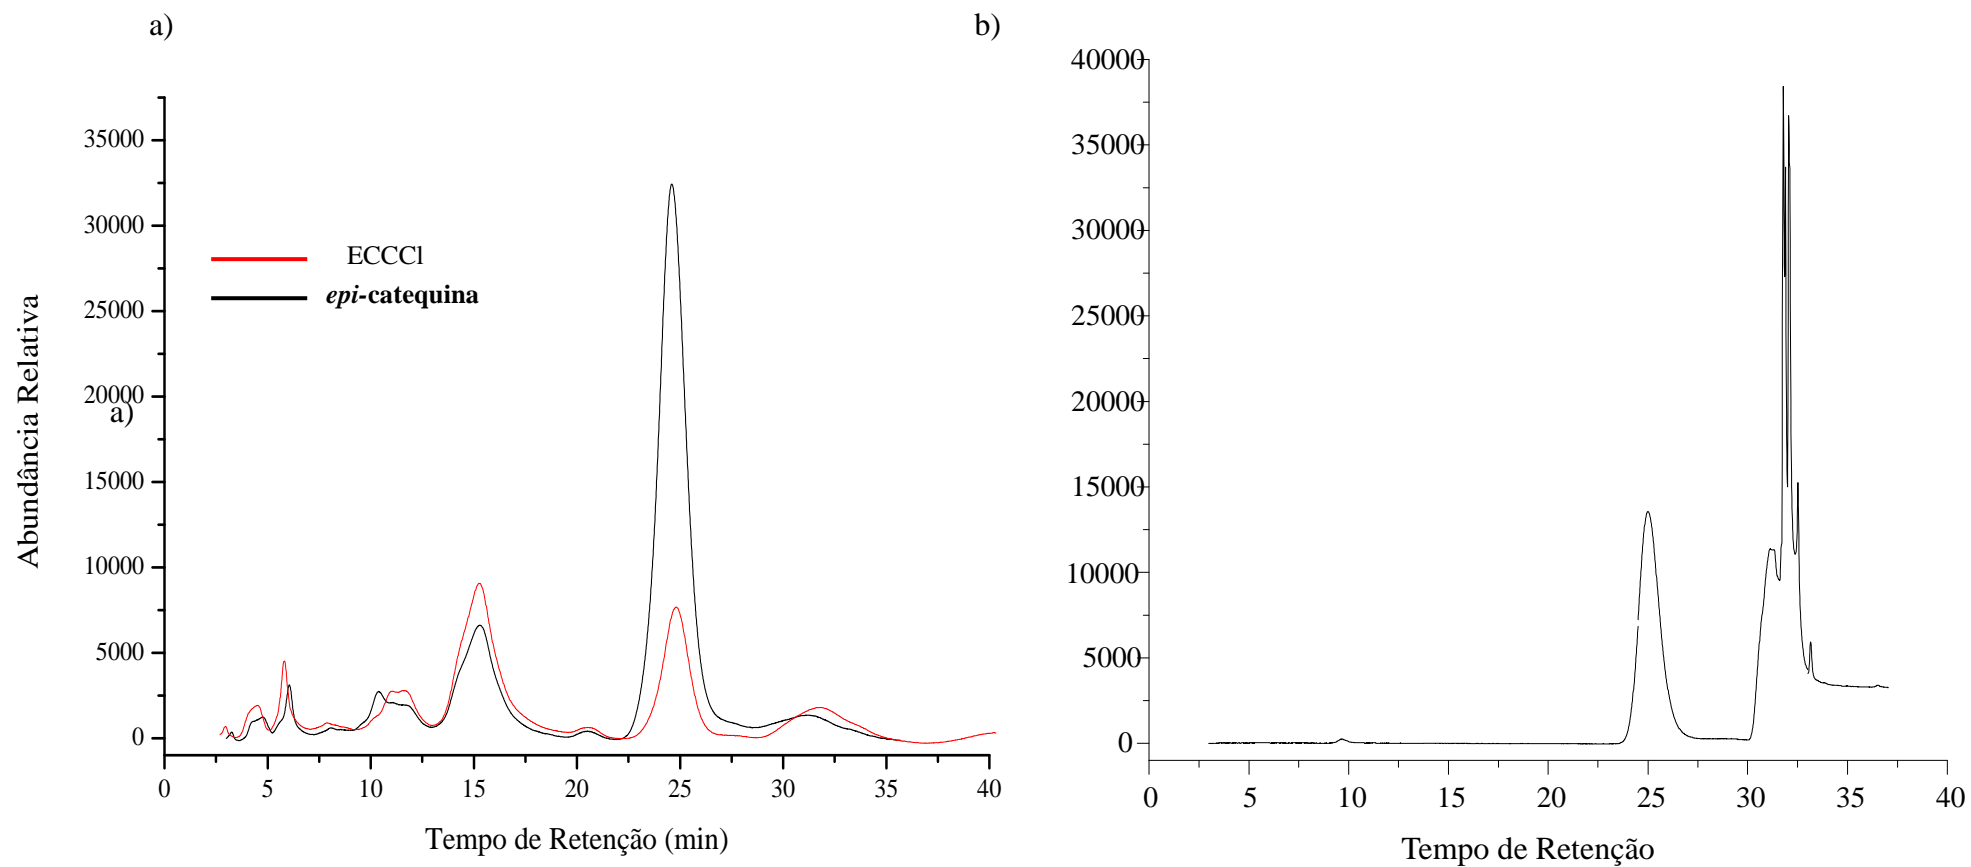 a)
35000
30000
25000
20000
15000
10000
5000
0
a)
Abundância Relativa
ECCCl
epi-catequina
0 5 10 15 20 25 30 35 40
Tempo de Retenção (min)
b)
40000
35000
30000
25000
20000
15000
10000
5000
0
0 5 10 15 20 25 30 35 40
Tempo de Retenção